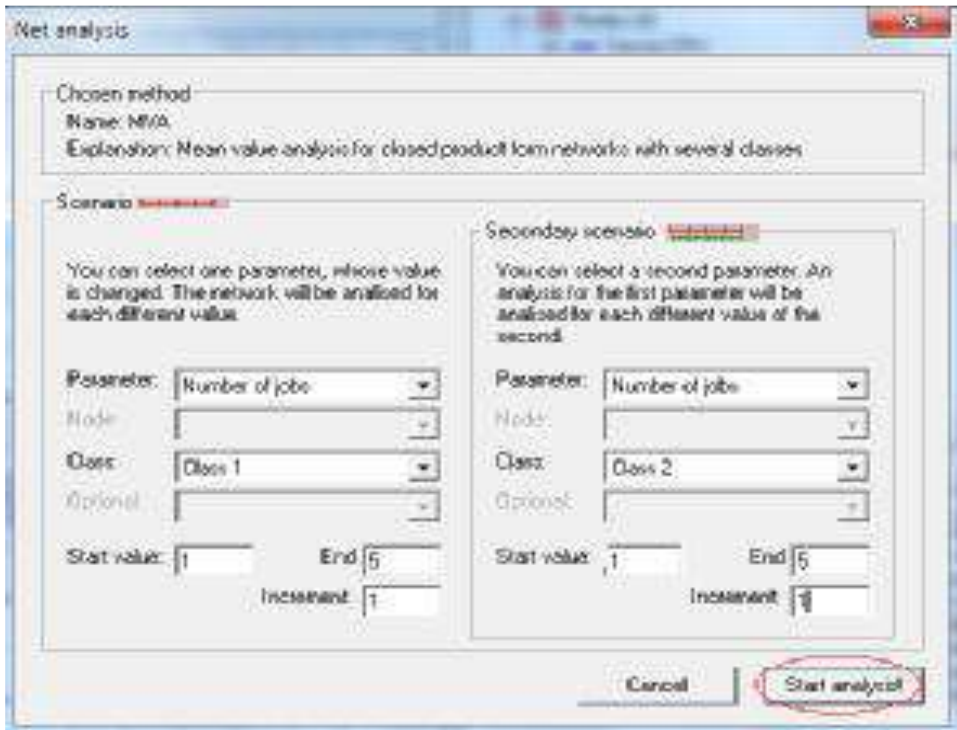 Net analysis
Chosen method
Name: MVA
Explanation: Mean value analysis for closed product form networks with several classes
Scenario
You can select one parameter, whose value
is changed. The network will be analised for
each different value.
Parameter: Number of jobs
Node:
Class: Class 1
Optional:
Start value: 1 End 5
Increment: 1
Secondary scenario
You can select a second parameter. An
analysis for the first parameter will be
analised for each different value of the
second.
Parameter: Number of jobs
Node:
Class: Class 2
Optional:
Start value: 1 End 5
Increment: 1
Cancel
Start analysis!